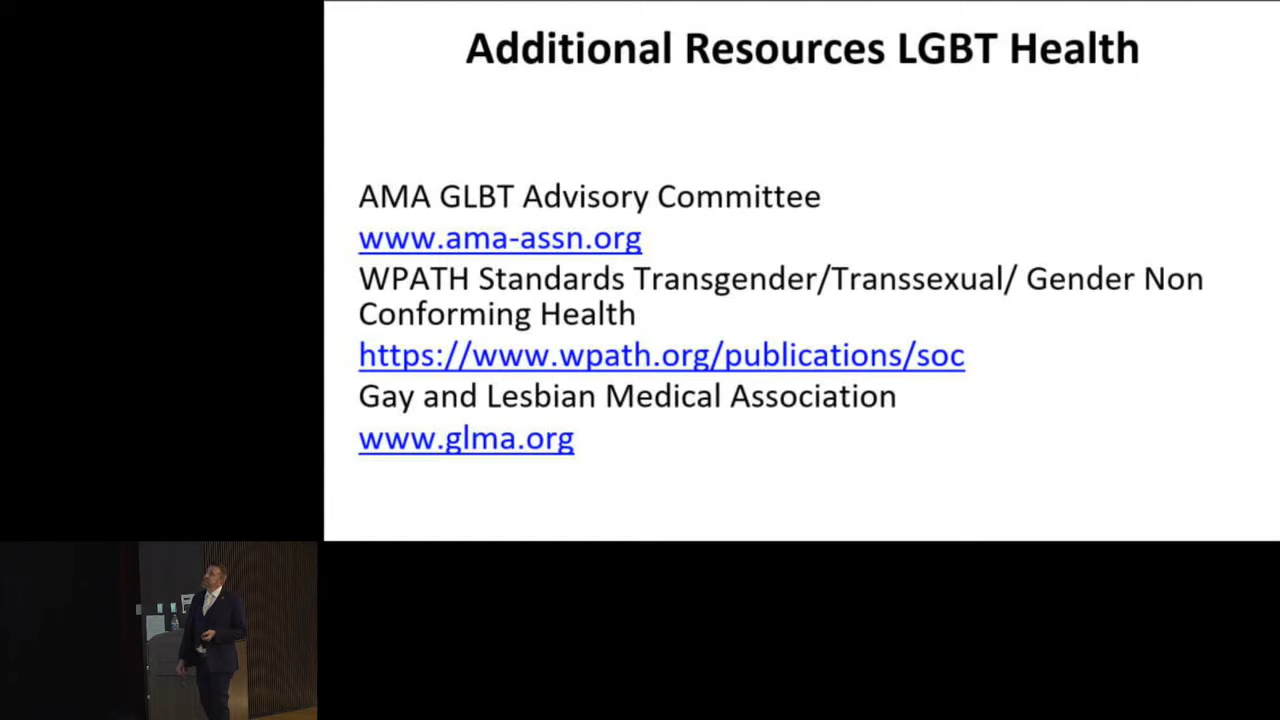 Additional Resources LGBT Health
AMA GLBT Advisory Committee
www.ama-assn.org
WPATH Standards Transgender/Transsexual/ Gender Non
Conforming Health
https://www.wpath.org/publications/soc
Gay and Lesbian Medical Association
www.glma.org